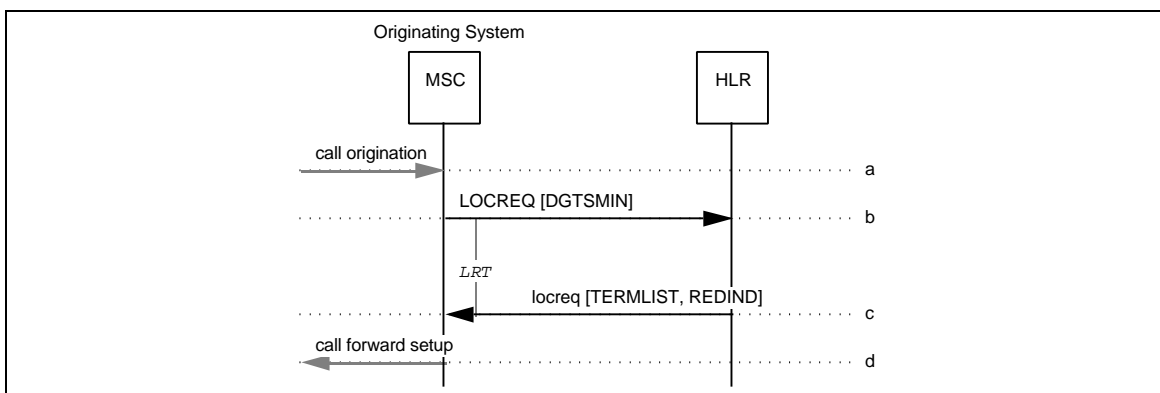 Originating System
MSC
HLR
call origination
a
LOCREQ [DGTSMIN]
b
LRT
locreq [TERMLIST, REDIND]
c
call forward setup
d